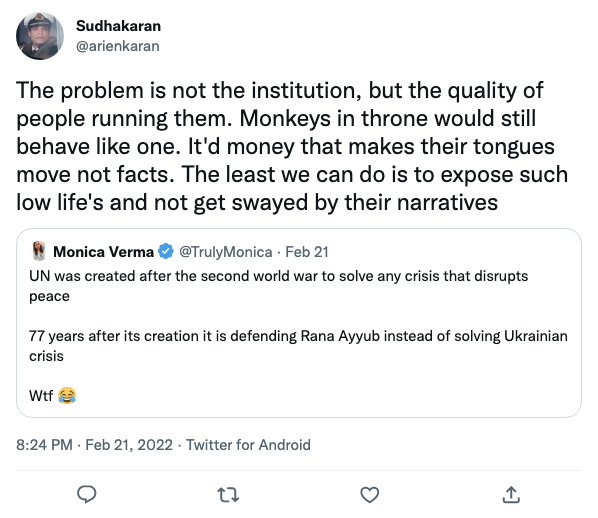 Sudhakaran
@arienkaran
The problem is not the institution, but the quality of
people running them. Monkeys in throne would still
behave like one. It'd money that makes their tongues
move not facts. The least we can do is to expose such
low life's and not get swayed by their narratives
Monica Verma @TrulyMonica · Feb 21
UN was created after the second world war to solve any crisis that disrupts
peace
77 years after its creation it is defending Rana Ayyub instead of solving Ukrainian
crisis
Wtf 😂
8:24 PM · Feb 21, 2022 · Twitter for Android